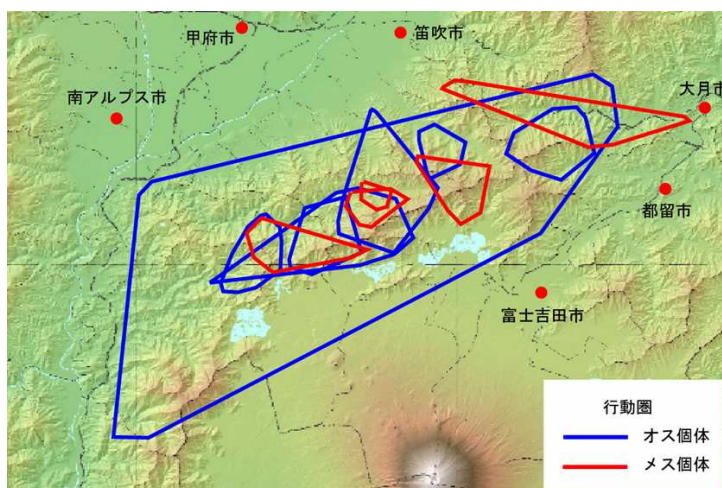 甲府市
笛吹市
南アルプス市
大月市
都留市
富士吉田市
行動圏
オス個体
メス個体